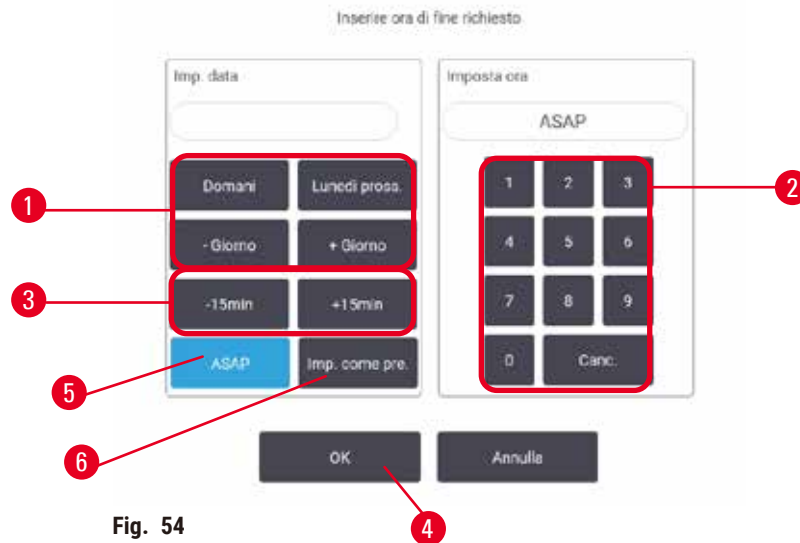 Inserire ora di fine richiesto
Imp. data
Imposta ora
ASAP
Domani
Lunedì pross.
1
2
3
2
1
- Giorno
+ Giorno
4
5
6
3
-15min
+15min
7
8
9
ASAP
Imp. come pre.
0
Canc.
5
6
OK
Annulla
Fig. 54
4